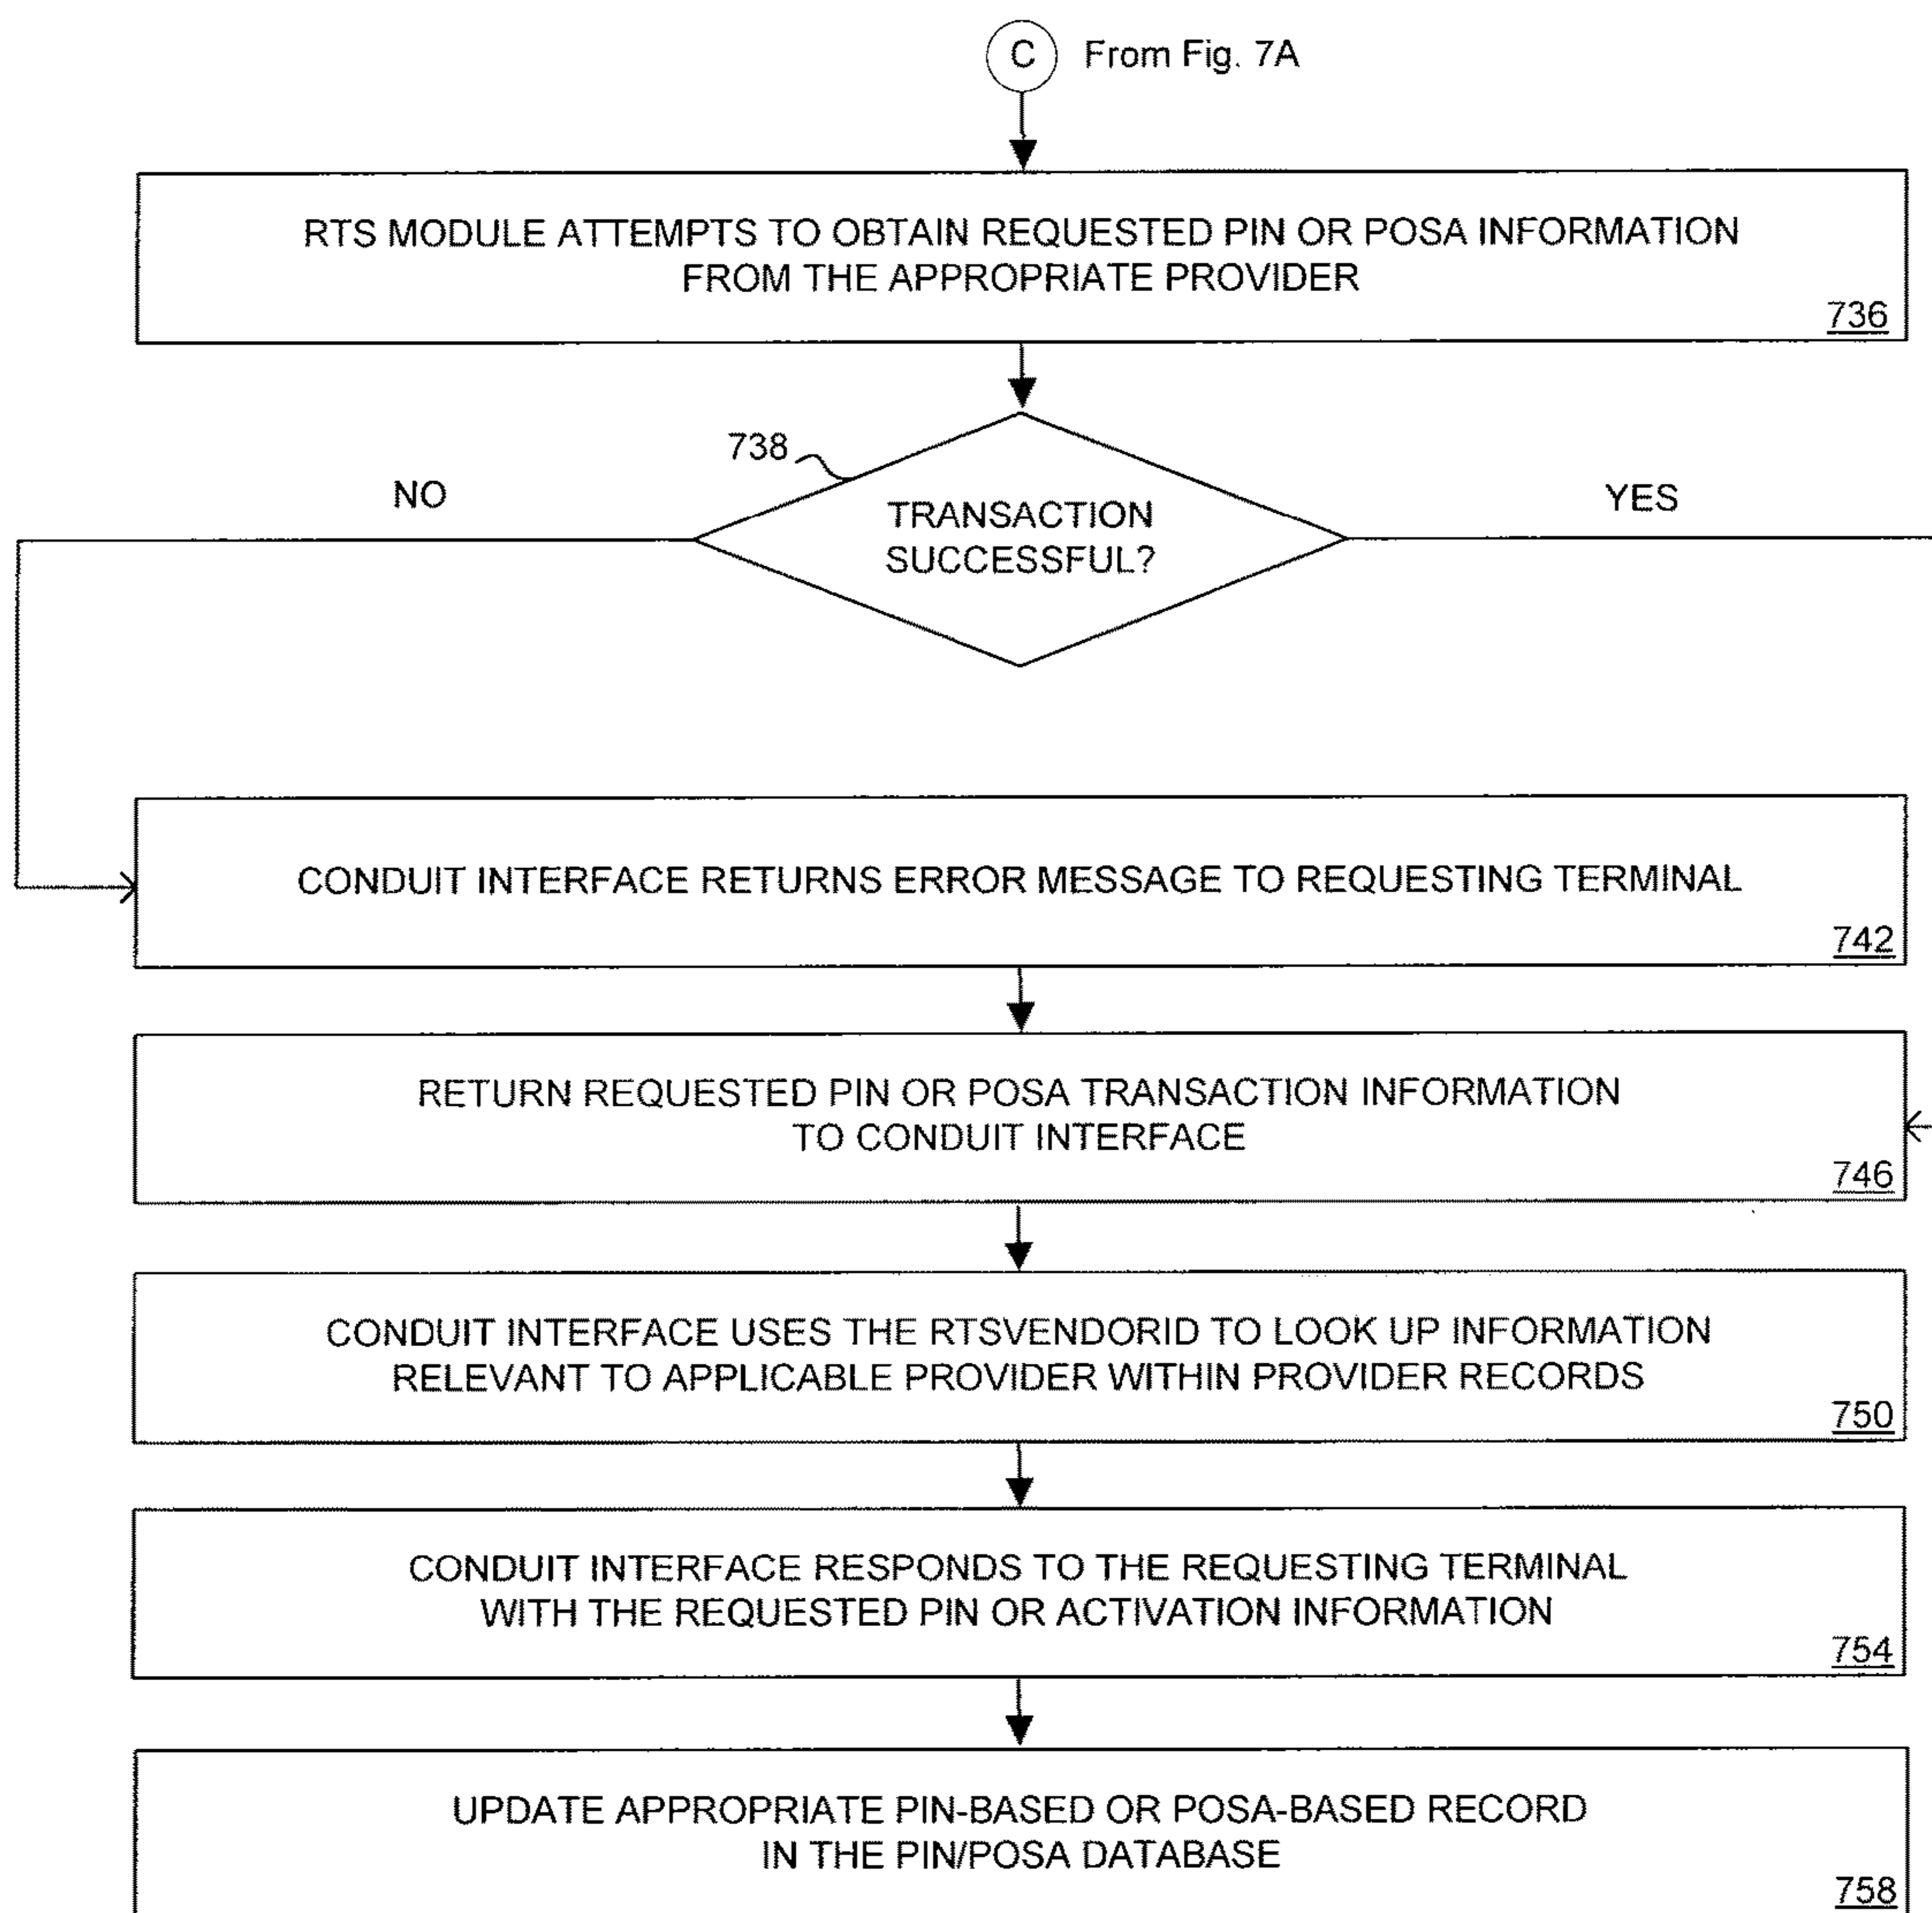 C From Fig. 7A
RTS MODULE ATTEMPTS TO OBTAIN REQUESTED PIN OR POSA INFORMATION
FROM THE APPROPRIATE PROVIDER
736
738
NO
YES
TRANSACTION
SUCCESSFUL?
CONDUIT INTERFACE RETURNS ERROR MESSAGE TO REQUESTING TERMINAL
742
RETURN REQUESTED PIN OR POSA TRANSACTION INFORMATION
TO CONDUIT INTERFACE
746
CONDUIT INTERFACE USES THE RTSVENDORID TO LOOK UP INFORMATION
RELEVANT TO APPLICABLE PROVIDER WITHIN PROVIDER RECORDS
750
CONDUIT INTERFACE RESPONDS TO THE REQUESTING TERMINAL
WITH THE REQUESTED PIN OR ACTIVATION INFORMATION
754
UPDATE APPROPRIATE PIN-BASED OR POSA-BASED RECORD
IN THE PIN/POSA DATABASE
758